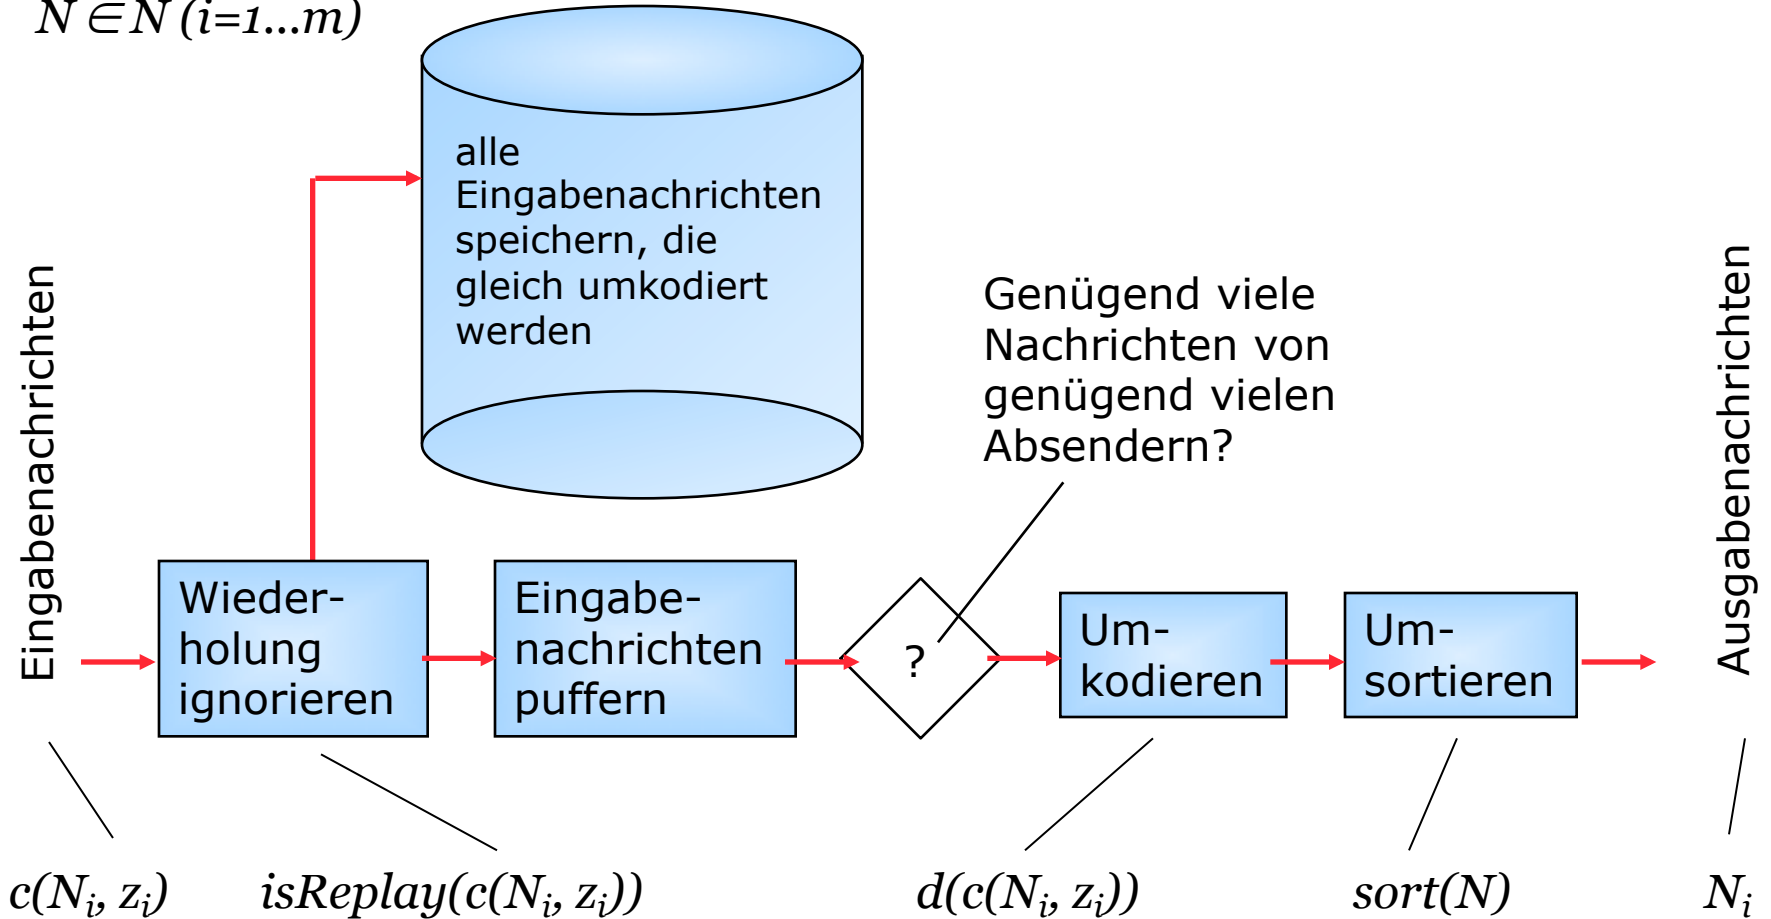 N ∈ N (i=1...m)
alle
Eingabenachrichten
speichern, die
gleich umkodiert
werden
Genügend viele
Nachrichten von
genügend vielen
Absendern?
Eingabenachrichten
Wieder-
holung
ignorieren
Eingabe-
nachrichten
puffern
?
Um-
kodieren
Um-
sortieren
Ausgabenachrichten
c(Nᵢ, zᵢ)
isReplay(c(Nᵢ, zᵢ))
d(c(Nᵢ, zᵢ))
sort(N)
Nᵢ